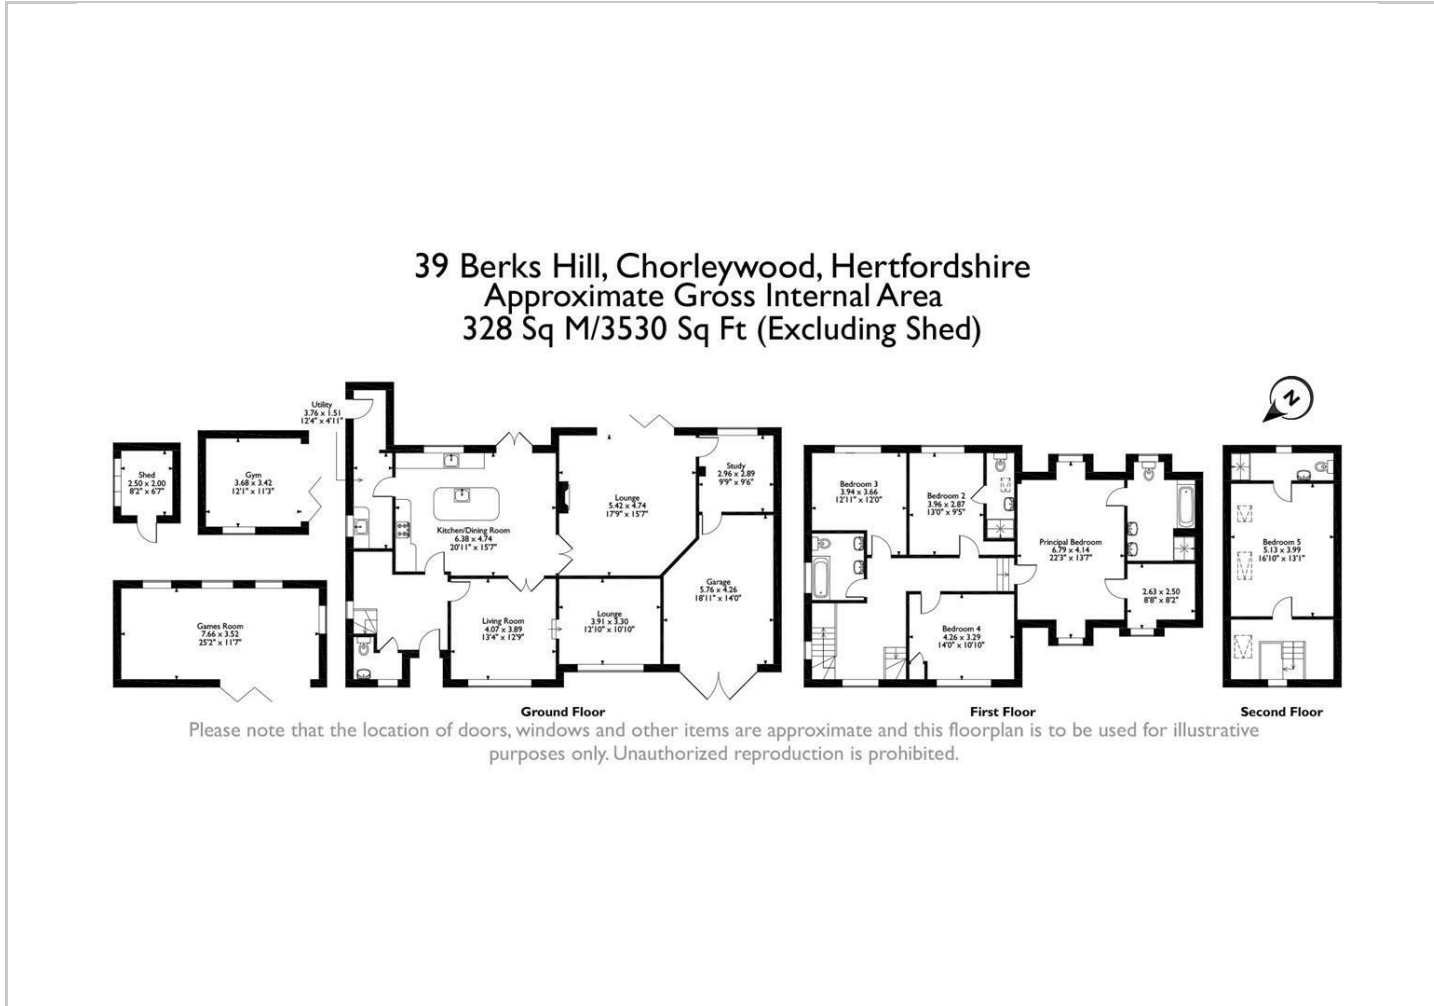 39 Berks Hill, Chorleywood, Hertfordshire
Approximate Gross Internal Area
328 Sq M/3530 Sq Ft (Excluding Shed)
Utility
3.76 x 1.51
12'4" x 4'11"
Shed
2.50 x 2.00
8'2" x 6'7"
Gym
3.68 x 3.42
12'1" x 11'3"
Games Room
7.66 x 3.52
25'2" x 11'7"
Kitchen/Dining Room
6.38 x 4.74
20'11" x 15'7"
Lounge
5.42 x 4.74
17'9" x 15'7"
Study
2.96 x 2.89
9'9" x 9'6"
Living Room
4.07 x 3.89
13'4" x 12'9"
Lounge
3.91 x 3.30
12'10" x 10'10"
Garage
5.76 x 4.26
18'11" x 14'0"
Ground Floor
Bedroom 3
3.94 x 3.66
12'11" x 12'0"
Bedroom 2
3.96 x 2.87
13'0" x 9'5"
Principal Bedroom
6.79 x 4.14
22'3" x 13'7"
2.63 x 2.50
8'8" x 8'2"
Bedroom 4
4.26 x 3.29
14'0" x 10'10"
First Floor
N
Bedroom 5
5.13 x 3.99
16'10" x 13'1"
Second Floor
Please note that the location of doors, windows and other items are approximate and this floorplan is to be used for illustrative
purposes only. Unauthorized reproduction is prohibited.